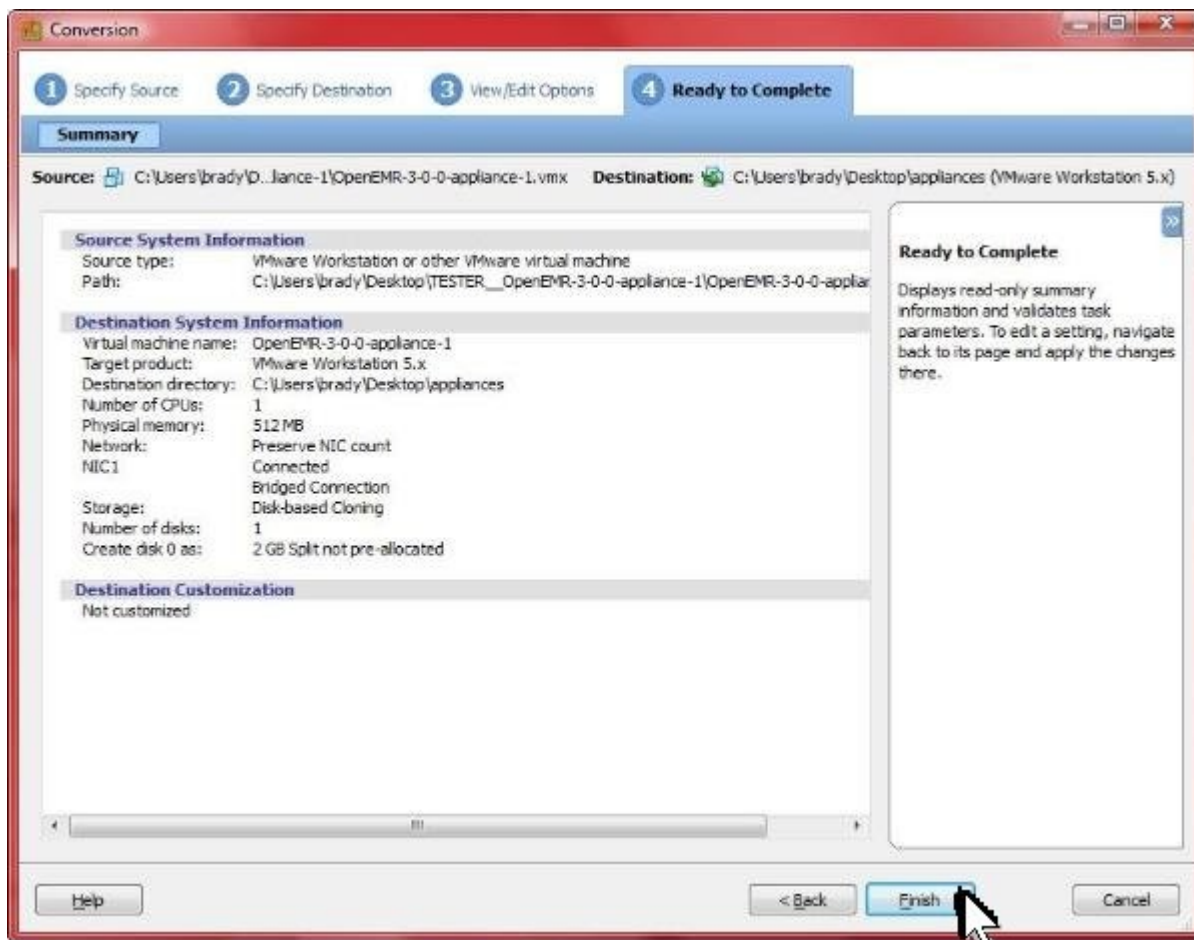 Conversion
1 Specify Source 2 Specify Destination 3 View/Edit Options 4 Ready to Complete
Summary
Source: C:\Users\brady\D...liance-1\OpenEMR-3-0-0-appliance-1.vmx Destination: C:\Users\brady\Desktop\appliances (VMware Workstation 5.x)
Source System Information
Source type: VMware Workstation or other VMware virtual machine
Path: C:\Users\brady\Desktop\TESTER__OpenEMR-3-0-0-appliance-1\OpenEMR-3-0-0-applian
Destination System Information
Virtual machine name: OpenEMR-3-0-0-appliance-1
Target product: VMware Workstation 5.x
Destination directory: C:\Users\brady\Desktop\appliances
Number of CPUs: 1
Physical memory: 512 MB
Network: Preserve NIC count
NIC1 Connected
Bridged Connection
Storage: Disk-based Cloning
Number of disks: 1
Create disk 0 as: 2 GB Split not pre-allocated
Destination Customization
Not customized
Ready to Complete
Displays read-only summary
information and validates task
parameters. To edit a setting, navigate
back to its page and apply the changes
there.
Help < Back Finish Cancel